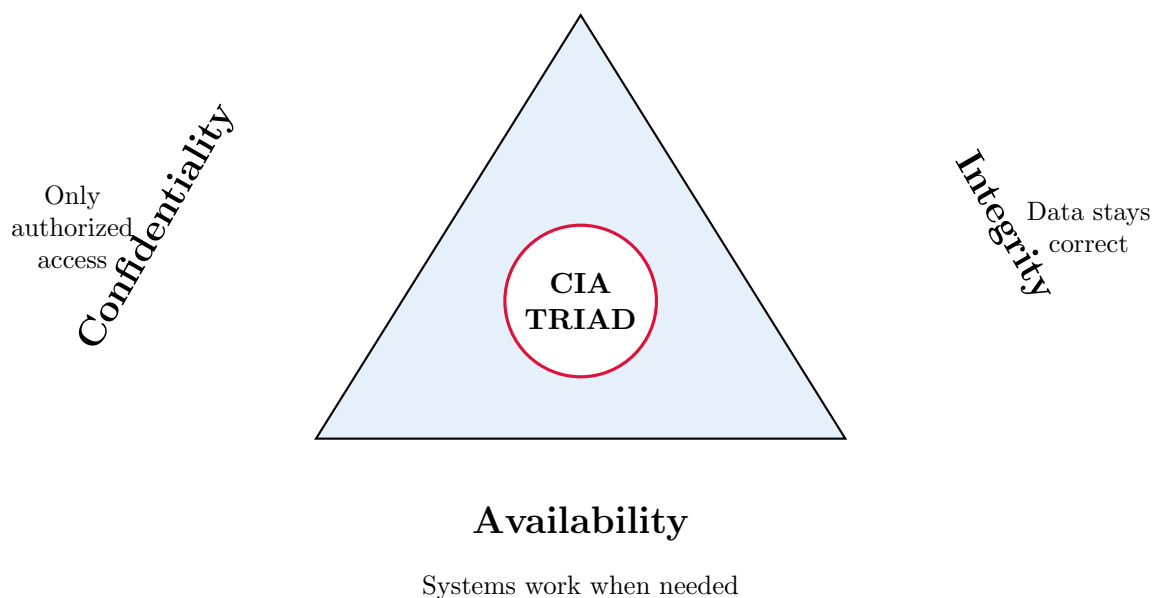 Confidentiality
Only
authorized
access
Integrity
Data stays
correct
CIA
TRIAD
Availability
Systems work when needed